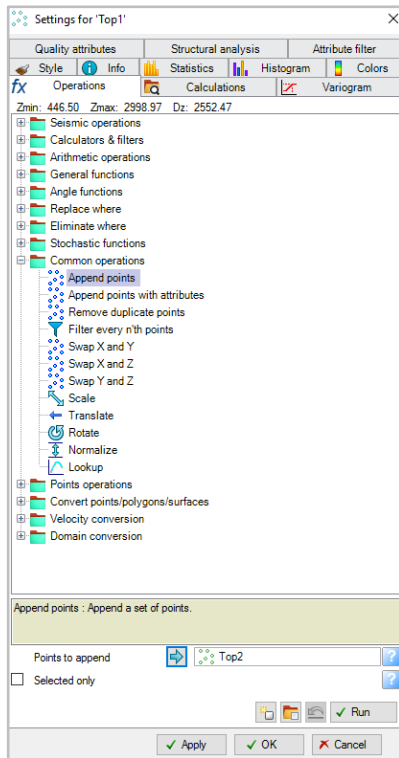 Settings for 'Top1'
Quality attributes Structural analysis Attribute filter
Style Info Statistics Histogram Colors
fx Operations Calculations Variogram
Zmin: 446.50 Zmax: 2998.97 Dz: 2552.47
Seismic operations
Calculators & filters
Arithmetic operations
General functions
Angle functions
Replace where
Eliminate where
Stochastic functions
Common operations
Append points
Append points with attributes
Remove duplicate points
Filter every n'th points
Swap X and Y
Swap X and Z
Swap Y and Z
Scale
Translate
Rotate
Normalize
Lookup
Points operations
Convert points/polygons/surfaces
Velocity conversion
Domain conversion
Append points : Append a set of points.
Points to append Top2 ?
Selected only ?
Run
Apply OK Cancel